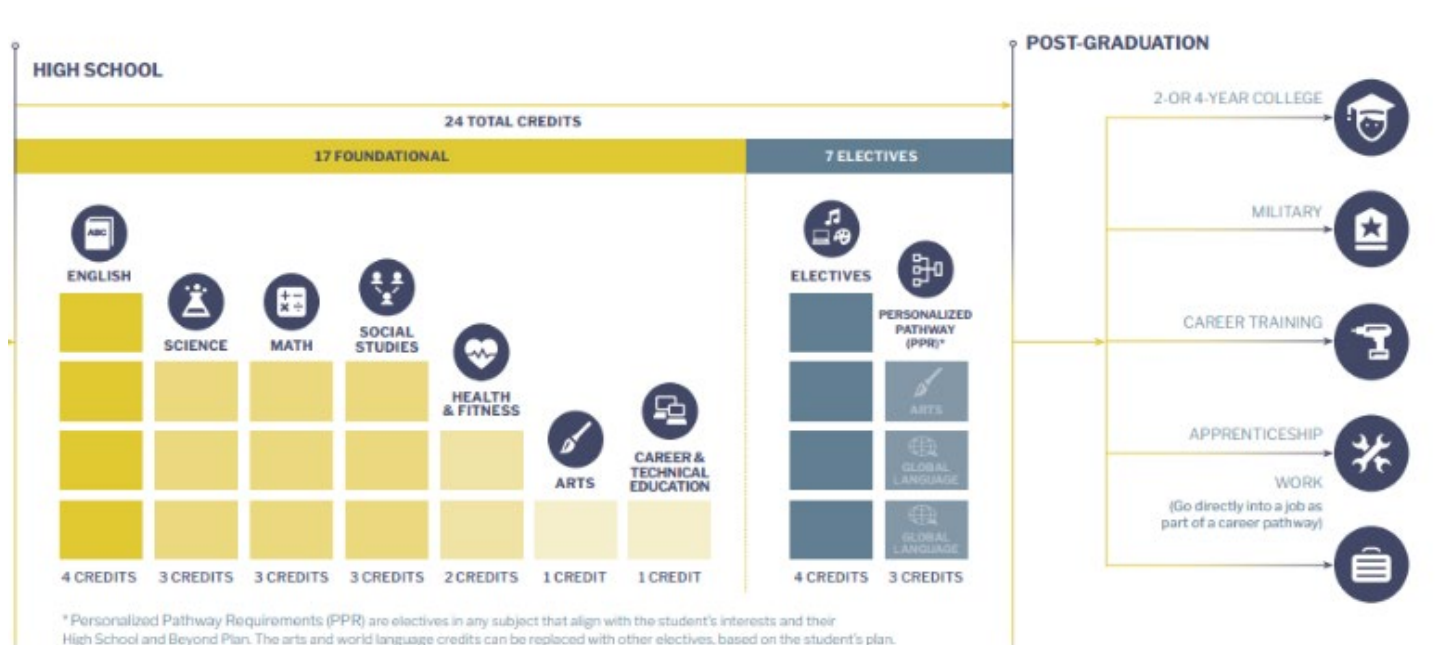 HIGH SCHOOL
POST-GRADUATION
24 TOTAL CREDITS
17 FOUNDATIONAL
7 ELECTIVES
ABC
ENGLISH
SCIENCE
MATH
SOCIAL
STUDIES
HEALTH
& FITNESS
ARTS
CAREER &
TECHNICAL
EDUCATION
ELECTIVES
PERSONALIZED
PATHWAY
(PPR)*
ARTS
GLOBAL
LANGUAGE
GLOBAL
LANGUAGE
4 CREDITS
3 CREDITS
3 CREDITS
3 CREDITS
2 CREDITS
1 CREDIT
1 CREDIT
4 CREDITS
3 CREDITS
* Personalized Pathway Requirements (PPR) are electives in any subject that align with the student's interests and their
High School and Beyond Plan. The arts and world language credits can be replaced with other electives, based on the student's plan.
2-OR 4-YEAR COLLEGE
MILITARY
CAREER TRAINING
APPRENTICESHIP
WORK
(Go directly into a job as
part of a career pathway)